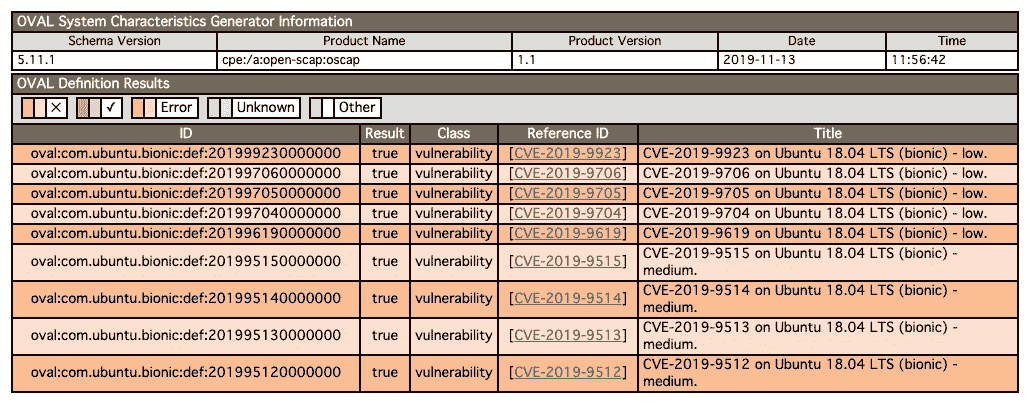 OVAL System Characteristics Generator Information
Schema Version Product Name Product Version Date Time
5.11.1 cpe:/a:open-scap:oscap 1.1 2019-11-13 11:56:42
OVAL Definition Results
✕ ✓ Error Unknown Other
ID Result Class Reference ID Title
oval:com.ubuntu.bionic:def:201999230000000 true vulnerability [CVE-2019-9923] CVE-2019-9923 on Ubuntu 18.04 LTS (bionic) - low.
oval:com.ubuntu.bionic:def:201997060000000 true vulnerability [CVE-2019-9706] CVE-2019-9706 on Ubuntu 18.04 LTS (bionic) - low.
oval:com.ubuntu.bionic:def:201997050000000 true vulnerability [CVE-2019-9705] CVE-2019-9705 on Ubuntu 18.04 LTS (bionic) - low.
oval:com.ubuntu.bionic:def:201997040000000 true vulnerability [CVE-2019-9704] CVE-2019-9704 on Ubuntu 18.04 LTS (bionic) - low.
oval:com.ubuntu.bionic:def:201996190000000 true vulnerability [CVE-2019-9619] CVE-2019-9619 on Ubuntu 18.04 LTS (bionic) - low.
oval:com.ubuntu.bionic:def:201995150000000 true vulnerability [CVE-2019-9515] CVE-2019-9515 on Ubuntu 18.04 LTS (bionic) -
medium.
oval:com.ubuntu.bionic:def:201995140000000 true vulnerability [CVE-2019-9514] CVE-2019-9514 on Ubuntu 18.04 LTS (bionic) -
medium.
oval:com.ubuntu.bionic:def:201995130000000 true vulnerability [CVE-2019-9513] CVE-2019-9513 on Ubuntu 18.04 LTS (bionic) -
medium.
oval:com.ubuntu.bionic:def:201995120000000 true vulnerability [CVE-2019-9512] CVE-2019-9512 on Ubuntu 18.04 LTS (bionic) -
medium.